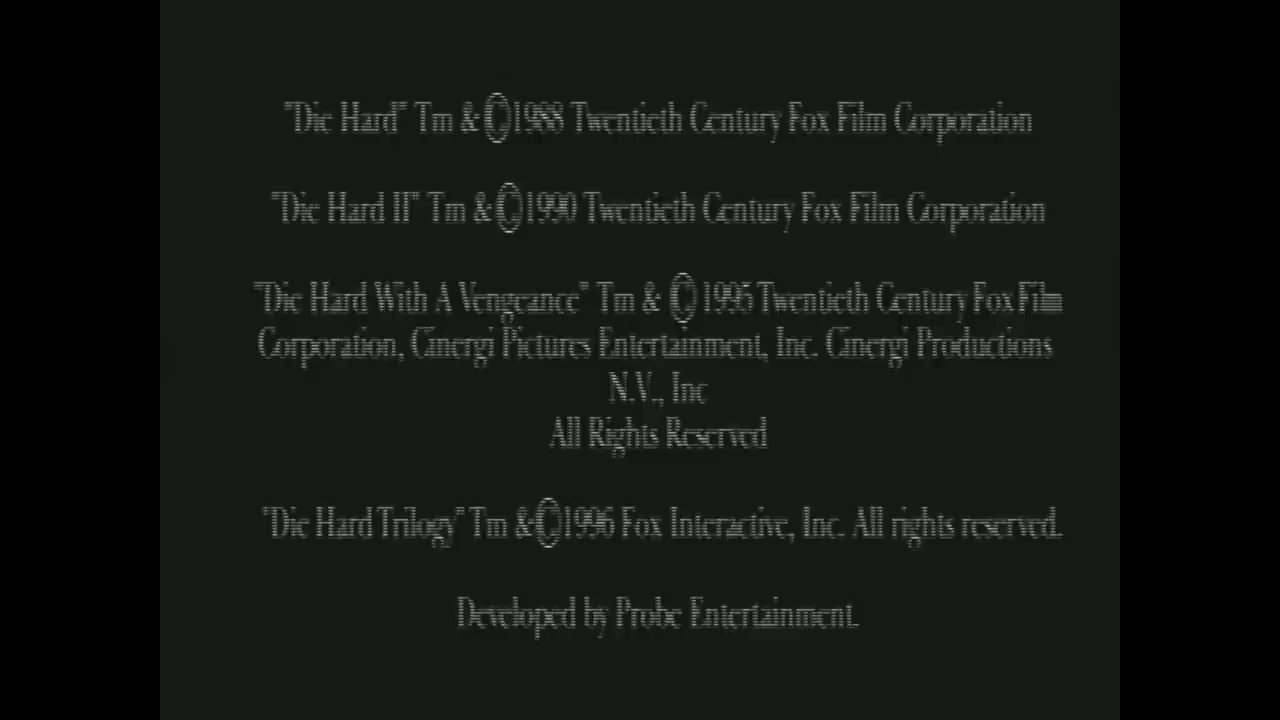 "Die Hard" Tm & ©1988 Twentieth Century Fox Film Corporation
"Die Hard II" Tm & ©1990 Twentieth Century Fox Film Corporation
"Die Hard With A Vengeance" Tm & © 1995 Twentieth Century Fox Film
Corporation, Cinergi Pictures Entertainment, Inc. Cinergi Productions
N.V., Inc
All Rights Reserved
"Die Hard Trilogy" Tm & ©1996 Fox Interactive, Inc. All rights reserved.
Developed by Probe Entertainment.